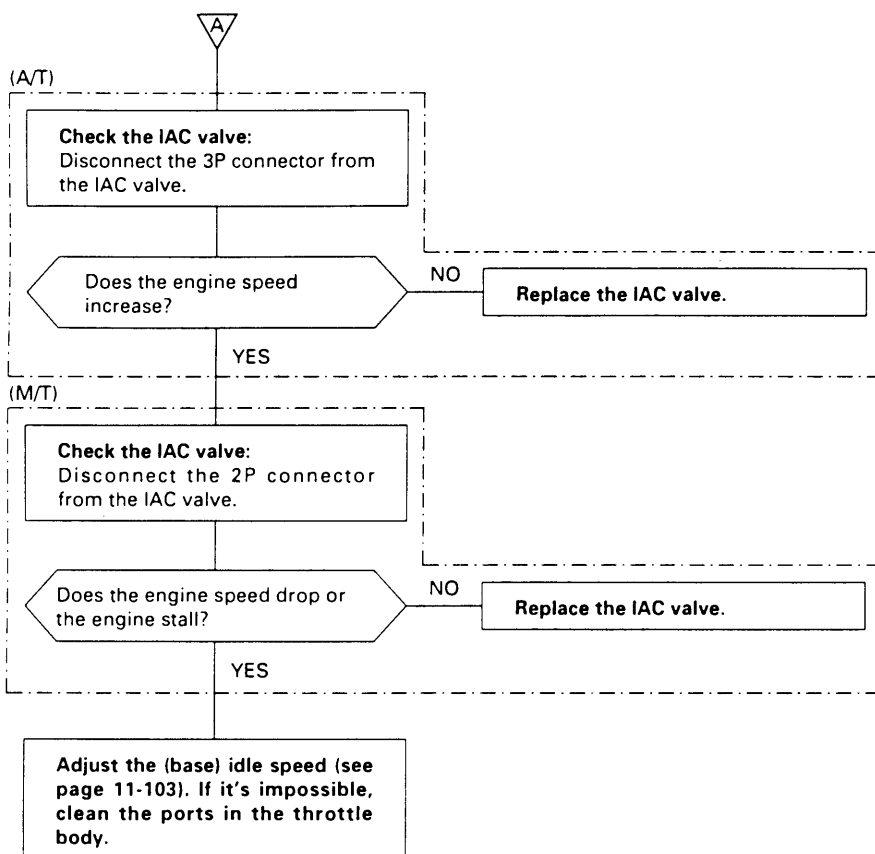 A
(A/T)
Check the IAC valve:
Disconnect the 3P connector from
the IAC valve.
Does the engine speed
increase?
NO
Replace the IAC valve.
YES
(M/T)
Check the IAC valve:
Disconnect the 2P connector
from the IAC valve.
Does the engine speed drop or
the engine stall?
NO
Replace the IAC valve.
YES
Adjust the (base) idle speed (see
page 11-103). If it's impossible,
clean the ports in the throttle
body.